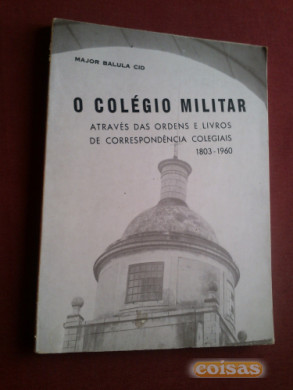 MAJOR BALULA CID
O COLÉGIO MILITAR
ATRAVÉS DAS ORDENS E LIVROS
DE CORRESPONDÊNCIA COLEGIAIS
1803-1960
coisas